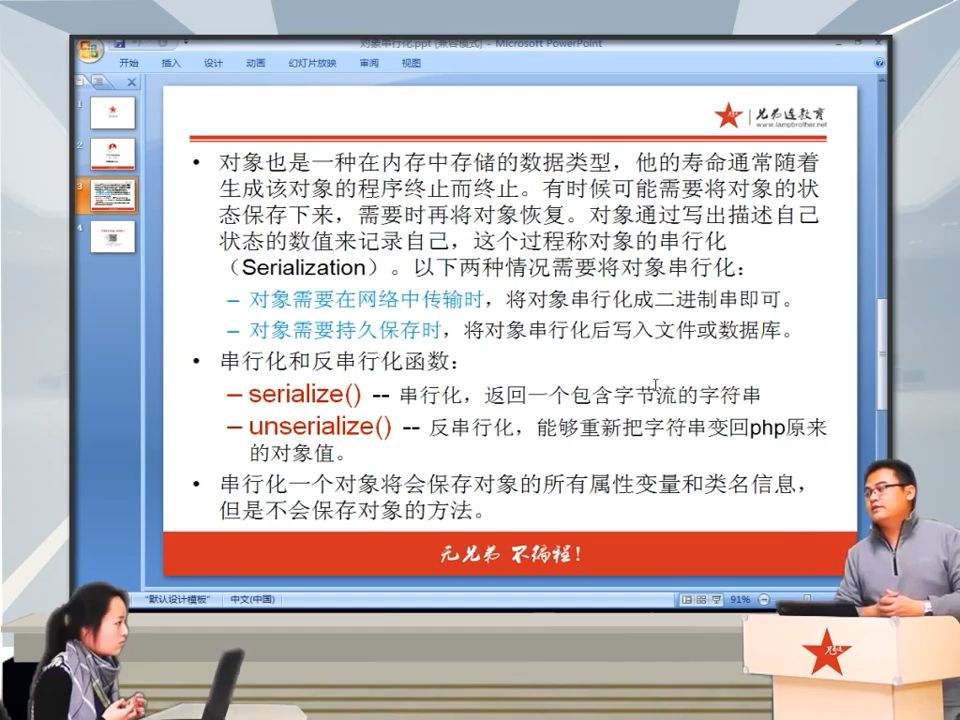 对象串行化.ppt [兼容模式] - Microsoft PowerPoint
开始 插入 设计 动画 幻灯片放映 审阅 视图
1
2
3
4
兄弟连教育
www.lampbrother.net
• 对象也是一种在内存中存储的数据类型，他的寿命通常随着
生成该对象的程序终止而终止。有时候可能需要将对象的状
态保存下来，需要时再将对象恢复。对象通过写出描述自己
状态的数值来记录自己，这个过程称对象的串行化
（Serialization）。以下两种情况需要将对象串行化：
– 对象需要在网络中传输时，将对象串行化成二进制串即可。
– 对象需要持久保存时，将对象串行化后写入文件或数据库。
• 串行化和反串行化函数：
– serialize() -- 串行化，返回一个包含字节流的字符串
– unserialize() -- 反串行化，能够重新把字符串变回php原来
的对象值。
• 串行化一个对象将会保存对象的所有属性变量和类名信息，
但是不会保存对象的方法。
无兄弟 不编程！
"默认设计模板" 中文(中国) 91%